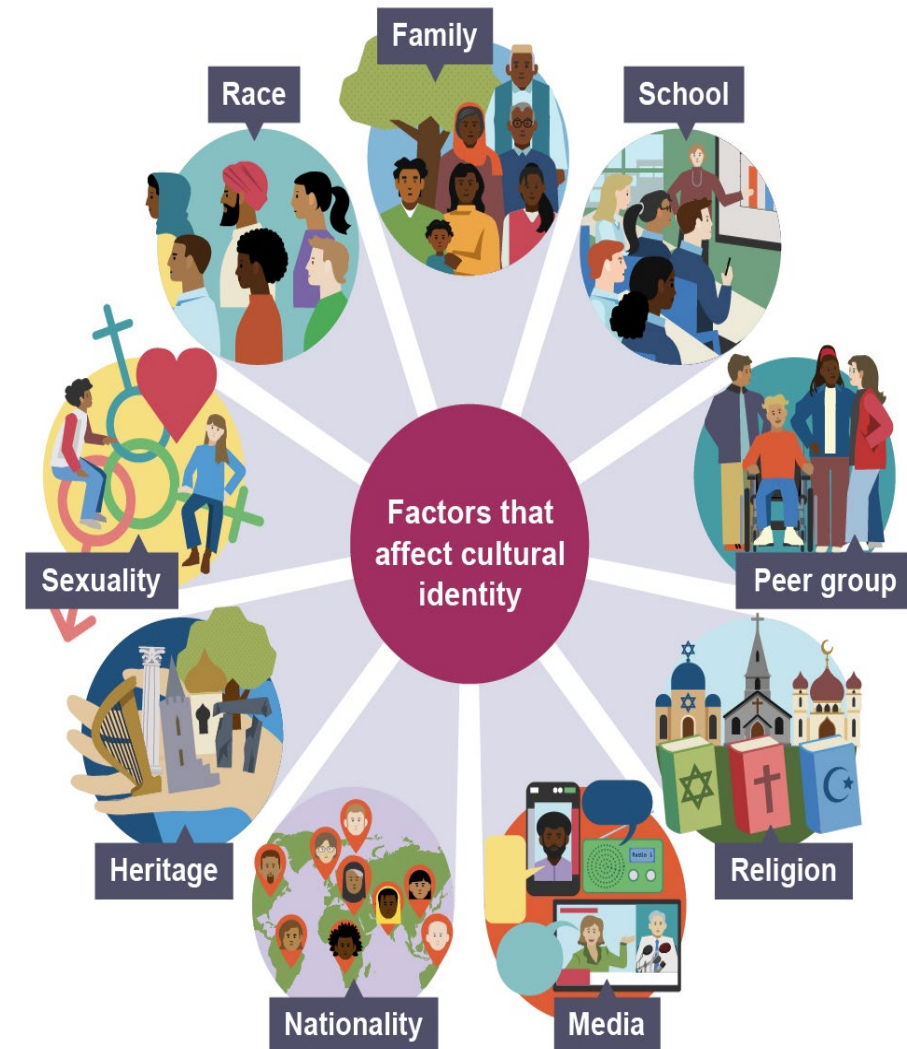 Family
Race
School
Factors that
affect cultural
identity
Sexuality
Peer group
Radio 1
Heritage
Religion
Nationality
Media